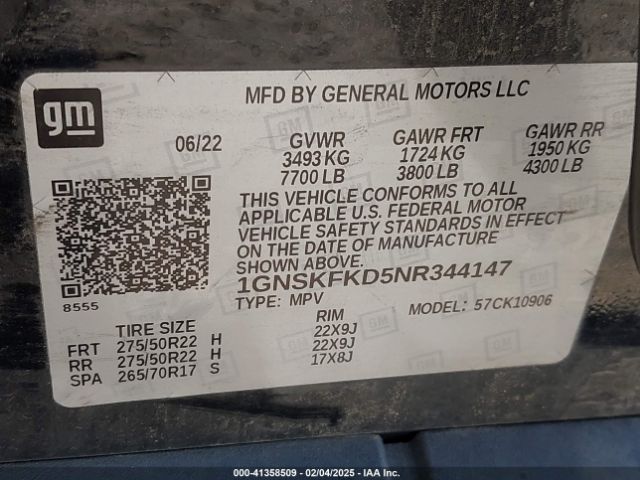 gm
MFD BY GENERAL MOTORS LLC
06/22
GVWR
3493 KG
7700 LB
GAWR FRT
1724 KG
3800 LB
GAWR RR
1950 KG
4300 LB
THIS VEHICLE CONFORMS TO ALL
APPLICABLE U.S. FEDERAL MOTOR
VEHICLE SAFETY STANDARDS IN EFFECT
ON THE DATE OF MANUFACTURE
SHOWN ABOVE.
1GNSKFKD5NR344147
TYPE: MPV
MODEL: 57CK10906
8555
TIRE SIZE RIM
FRT 275/50R22 H 22X9J
RR 275/50R22 H 22X9J
SPA 265/70R17 S 17X8J
000-41358509 - 02/04/2025 - IAA Inc.